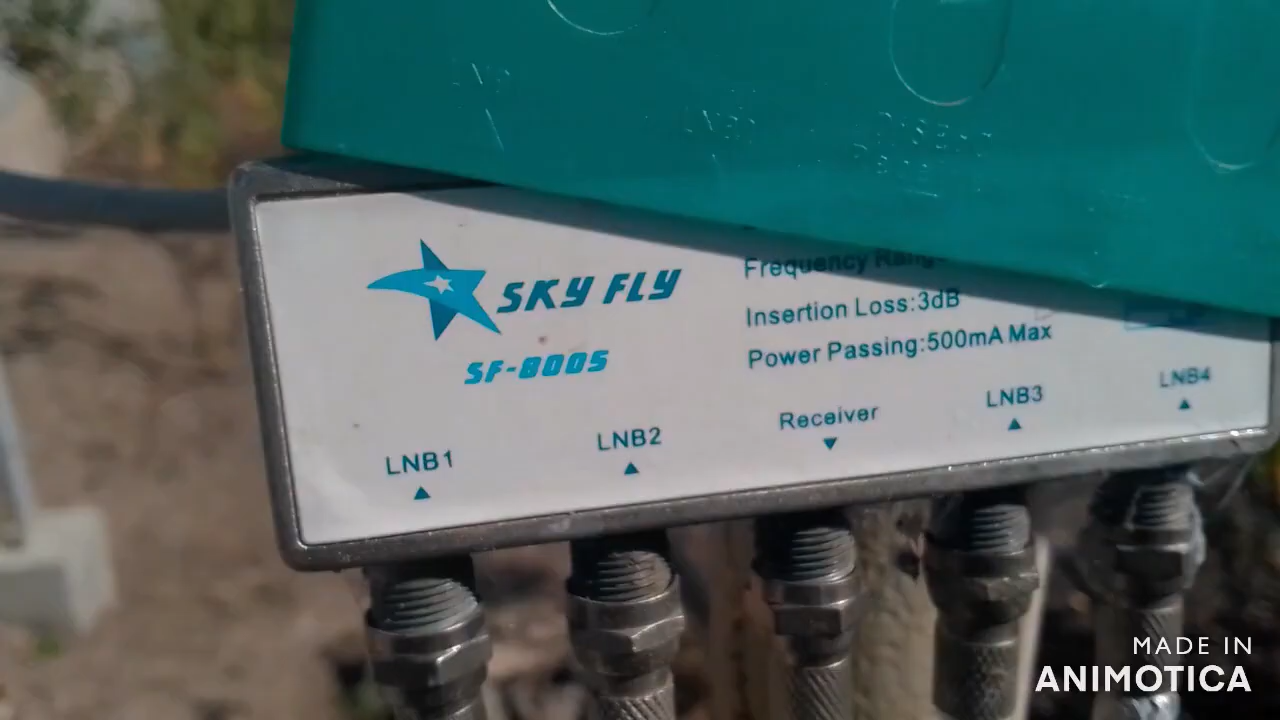 SKY FLY
SF-8005
Frequency Range
Insertion Loss:3dB
Power Passing:500mA Max
LNB1
LNB2
Receiver
LNB3
LNB4
MADE IN
ANIMOTICA